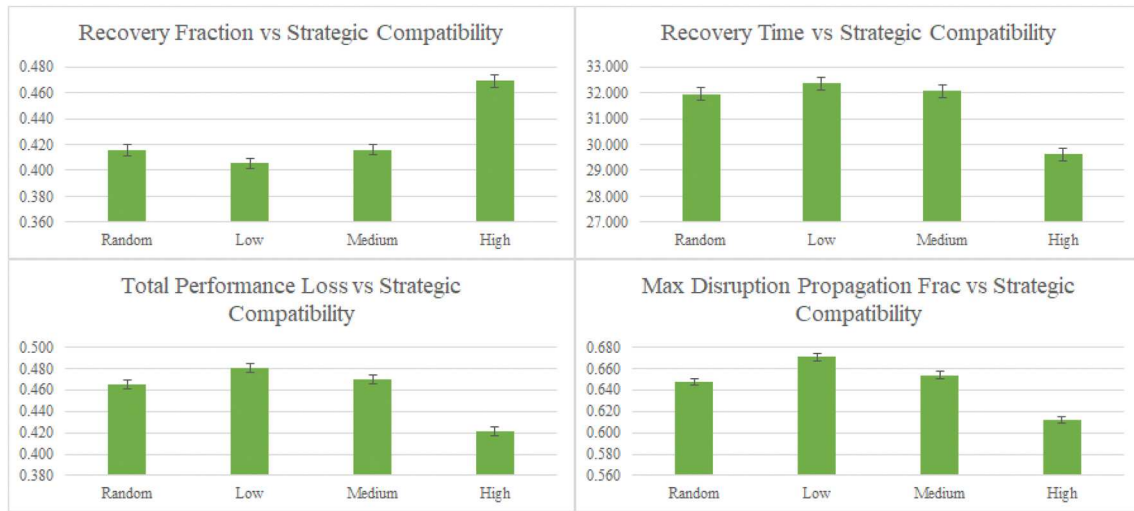 Recovery Fraction vs Strategic Compatibility
0.480
0.460
0.440
0.420
0.400
0.380
0.360
Random Low Medium High
Recovery Time vs Strategic Compatibility
33.000
32.000
31.000
30.000
29.000
28.000
27.000
Random Low Medium High
Total Performance Loss vs Strategic
Compatibility
0.500
0.480
0.460
0.440
0.420
0.400
0.380
Random Low Medium High
Max Disruption Propagation Frac vs Strategic
Compatibility
0.680
0.660
0.640
0.620
0.600
0.580
0.560
Random Low Medium High